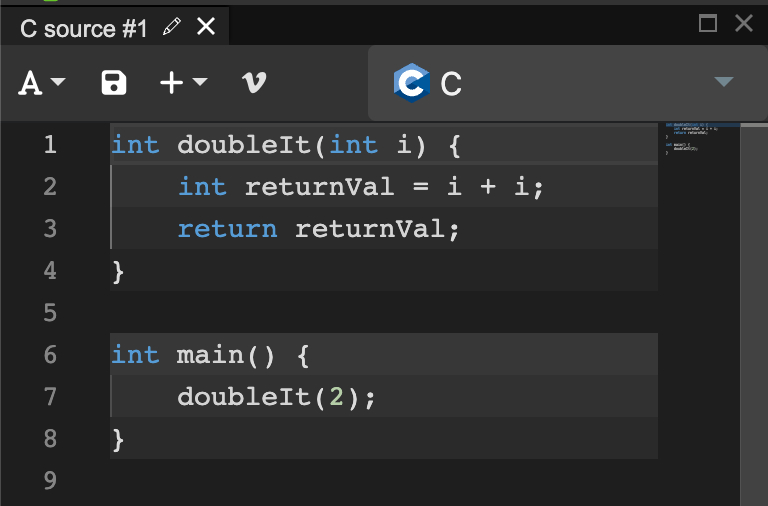 C source #1
A
C
1 int doubleIt(int i) {
2     int returnVal = i + i;
3     return returnVal;
4 }
5
6 int main() {
7     doubleIt(2);
8 }
9